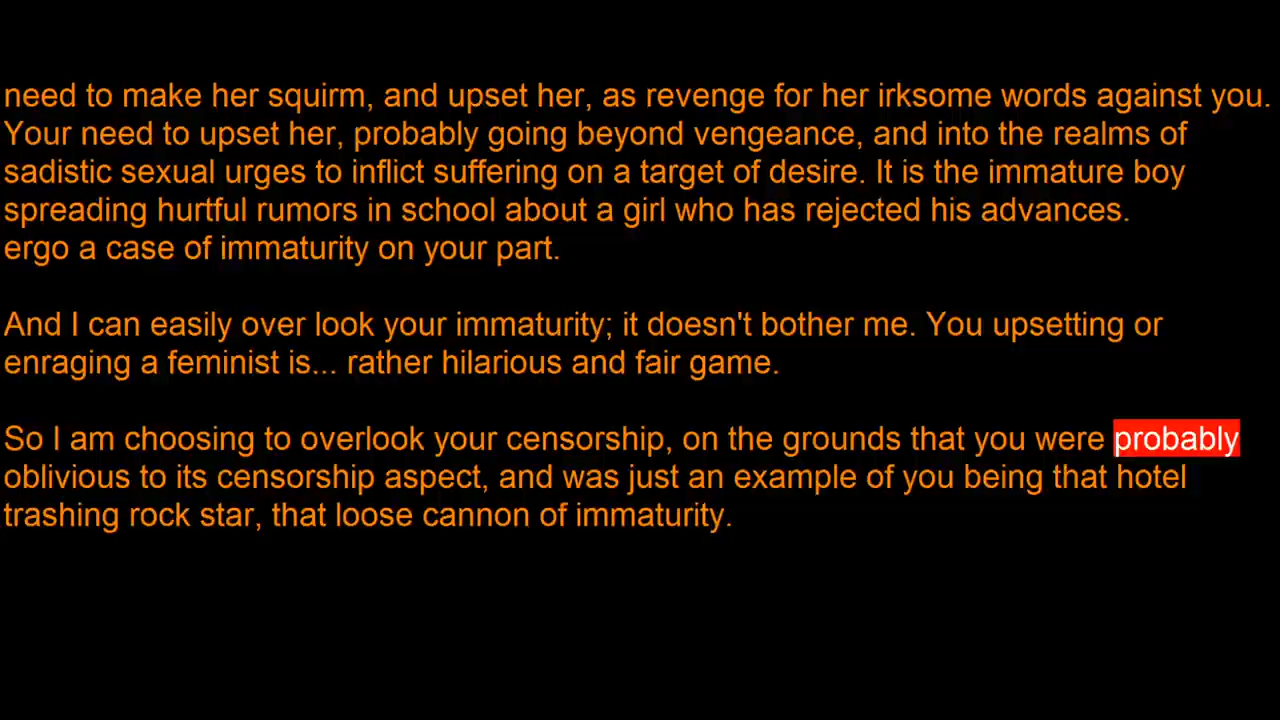 need to make her squirm, and upset her, as revenge for her irksome words against you.
Your need to upset her, probably going beyond vengeance, and into the realms of
sadistic sexual urges to inflict suffering on a target of desire. It is the immature boy
spreading hurtful rumors in school about a girl who has rejected his advances.
ergo a case of immaturity on your part.
And I can easily over look your immaturity; it doesn't bother me. You upsetting or
enraging a feminist is... rather hilarious and fair game.
So I am choosing to overlook your censorship, on the grounds that you were probably
oblivious to its censorship aspect, and was just an example of you being that hotel
trashing rock star, that loose cannon of immaturity.